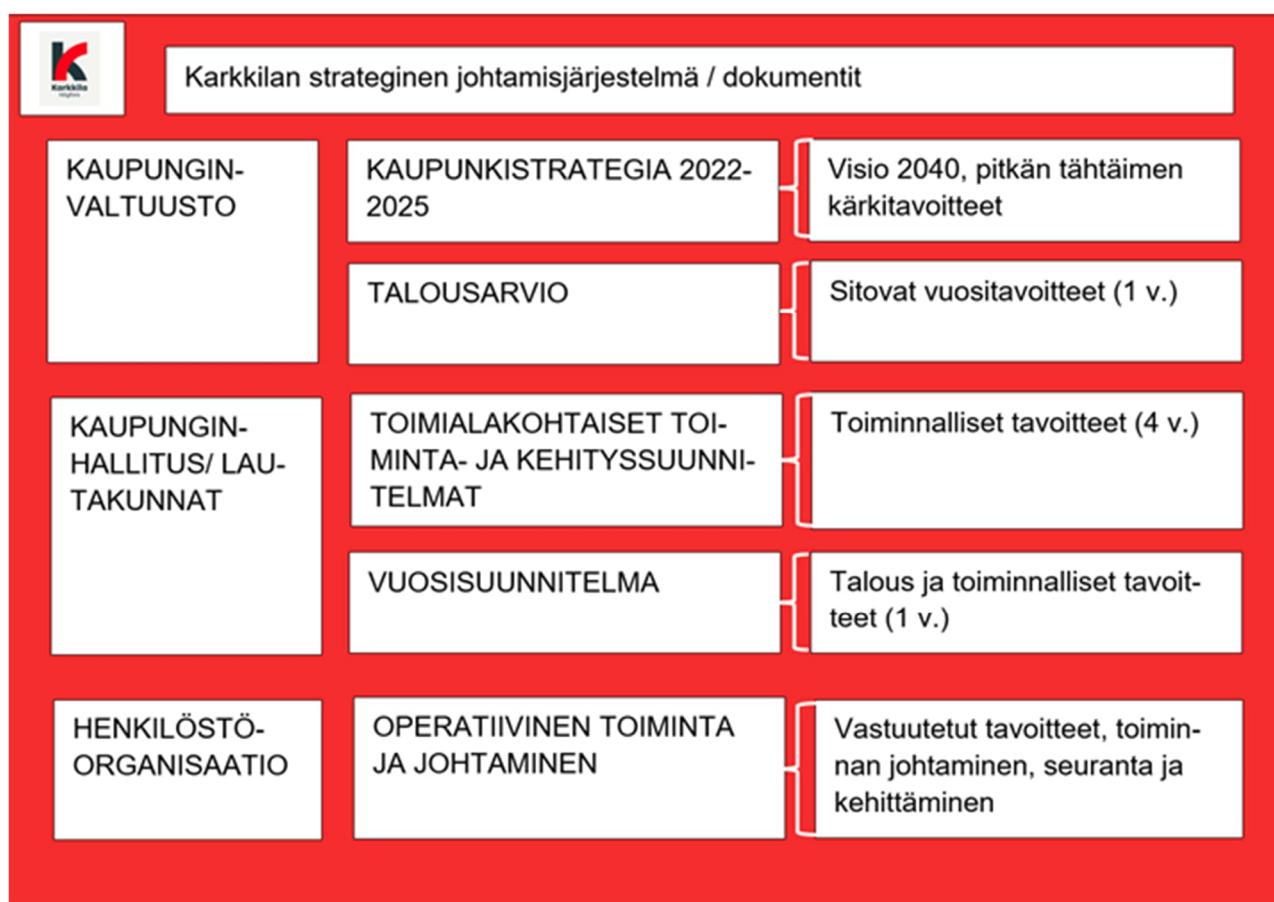 Karkkila
Högfors
Karkkilan strateginen johtamisjärjestelmä / dokumentit
KAUPUNGIN-
VALTUUSTO
KAUPUNKISTRATEGIA 2022-
2025
Visio 2040, pitkän tähtäimen
kärkitavoitteet
TALOUSARVIO
Sitovat vuositavoitteet (1 v.)
KAUPUNGIN-
HALLITUS/ LAU-
TAKUNNAT
TOIMIALAKOHTAISET TOI-
MINTA- JA KEHITYSSUUNNI-
TELMAT
Toiminnalliset tavoitteet (4 v.)
VUOSISUUNNITELMA
Talous ja toiminnalliset tavoit-
teet (1 v.)
HENKILÖSTÖ-
ORGANISAATIO
OPERATIIVINEN TOIMINTA
JA JOHTAMINEN
Vastuutetut tavoitteet, toimin-
nan johtaminen, seuranta ja
kehittäminen